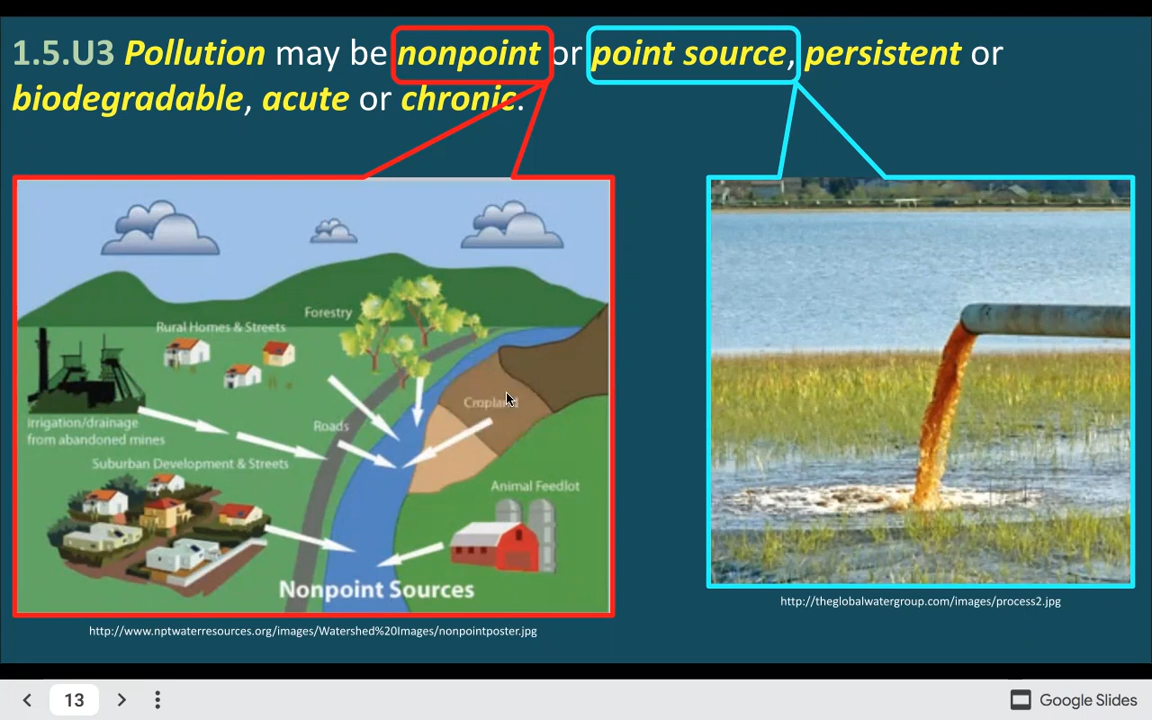 1.5.U3 Pollution may be nonpoint or point source, persistent or
biodegradable, acute or chronic.
Forestry
Rural Homes & Streets
Cropland
irrigation/drainage
from abandoned mines
Roads
Suburban Development & Streets
Animal Feedlot
Nonpoint Sources
http://www.nptwaterresources.org/images/Watershed%20Images/nonpointposter.jpg
http://theglobalwatergroup.com/images/process2.jpg
13
Google Slides